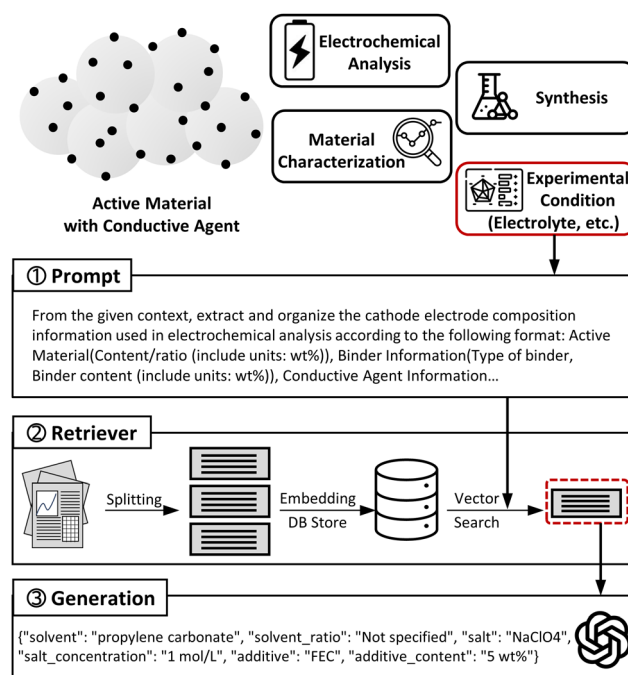 Electrochemical
Analysis
Synthesis
Material
Characterization
Experimental
Condition
(Electrolyte, etc.)
Active Material
with Conductive Agent
① Prompt
From the given context, extract and organize the cathode electrode composition
information used in electrochemical analysis according to the following format: Active
Material(Content/ratio (include units: wt%)), Binder Information(Type of binder,
Binder content (include units: wt%)), Conductive Agent Information...
② Retriever
Splitting
Embedding
DB Store
Vector
Search
③ Generation
{"solvent": "propylene carbonate", "solvent_ratio": "Not specified", "salt": "NaClO4",
"salt_concentration": "1 mol/L", "additive": "FEC", "additive_content": "5 wt%"}